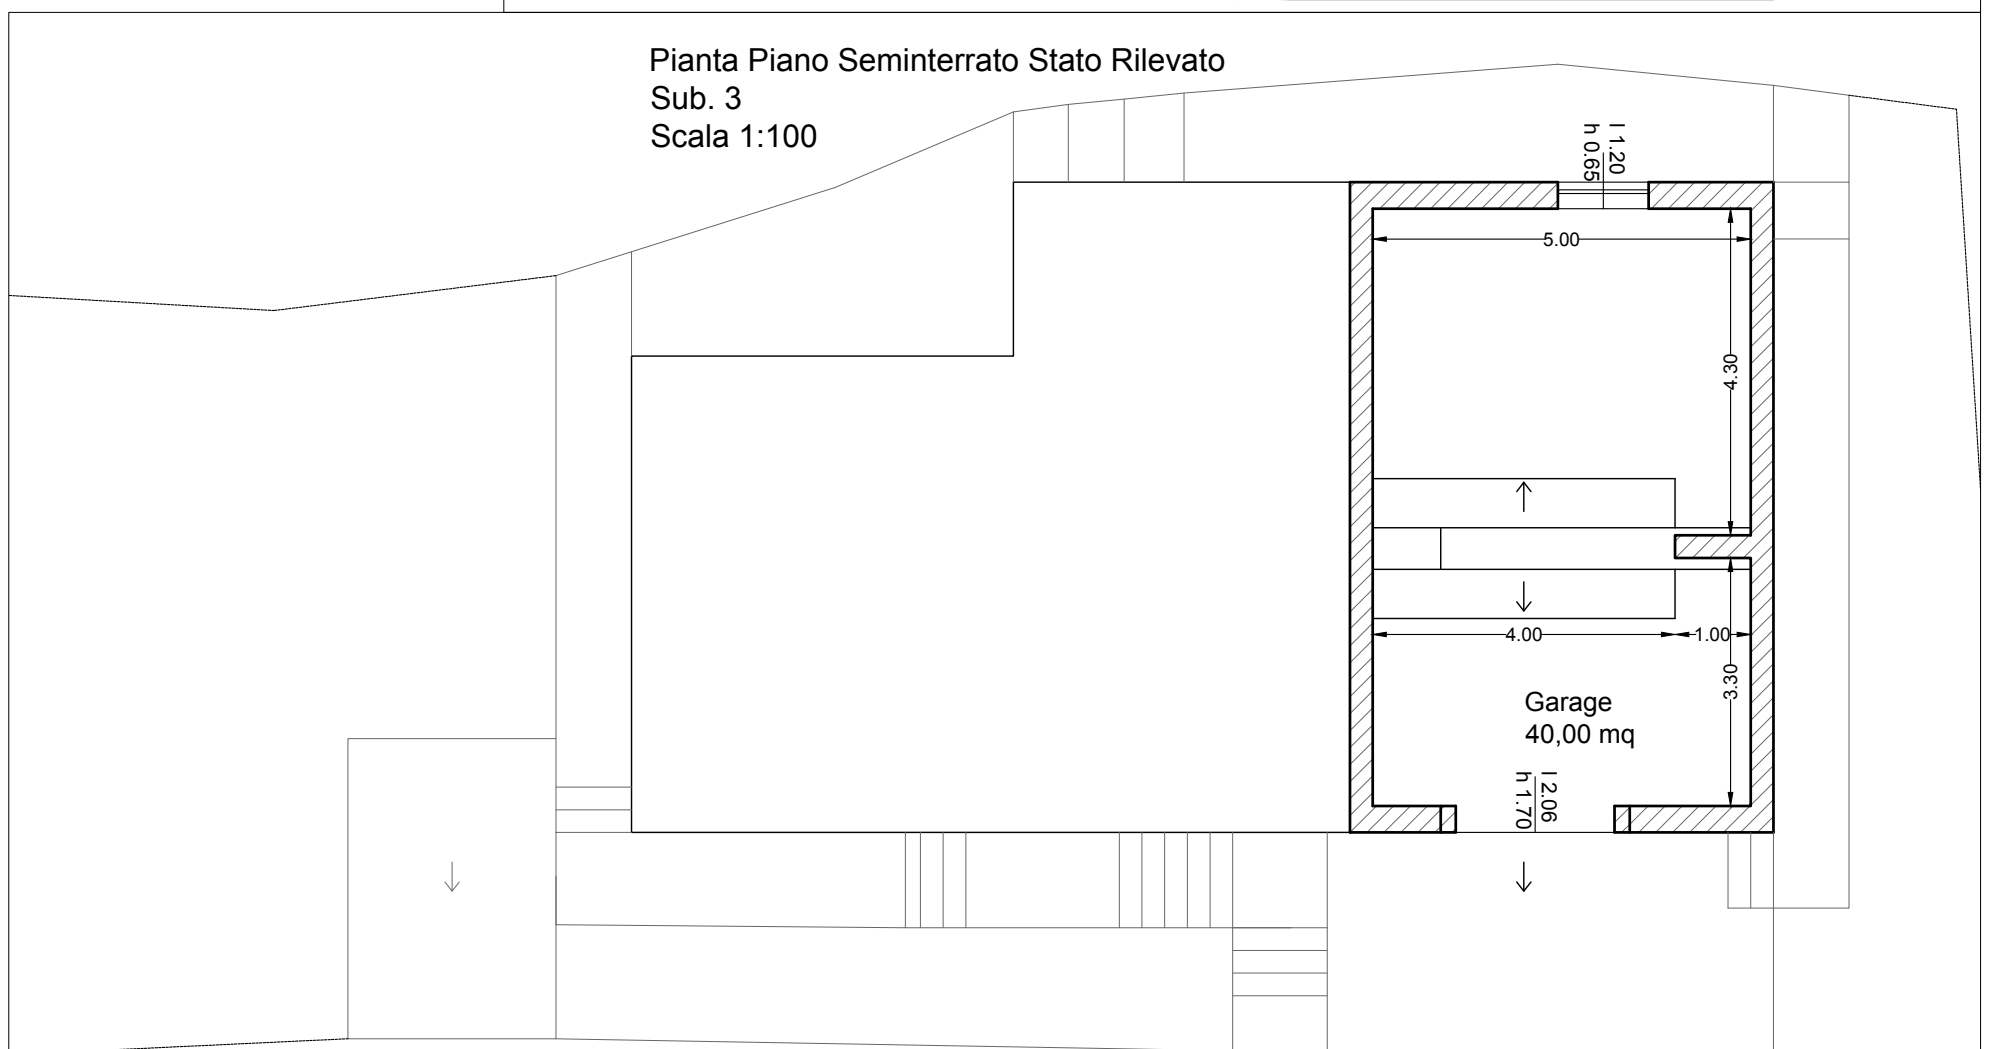 Pianta Piano Seminterrato Stato Rilevato
Sub. 3
Scala 1:100
l 1.20
h 0.65
5.00
4.30
4.00
1.00
3.30
Garage
40,00 mq
l 2.06
h 1.70